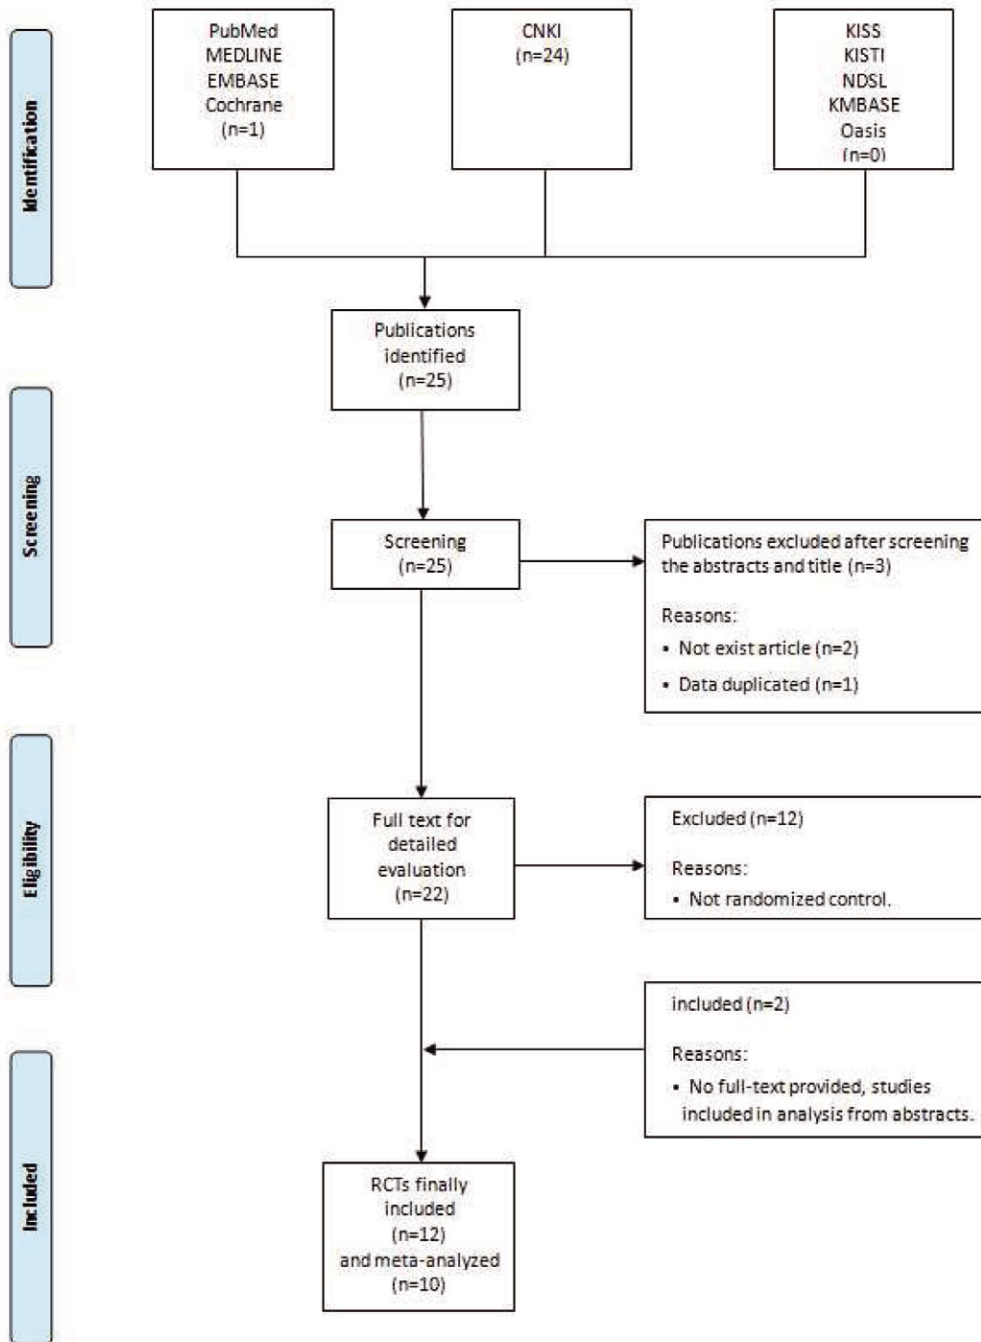 Identification
PubMed
MEDLINE
EMBASE
Cochrane
(n=1)
CNKI
(n=24)
KISS
KISTI
NDSL
KMBASE
Oasis
(n=0)
Publications
identified
(n=25)
Screening
Screening
(n=25)
Publications excluded after screening
the abstracts and title (n=3)
Reasons:
▪ Not exist article (n=2)
▪ Data duplicated (n=1)
Eligibility
Full text for
detailed
evaluation
(n=22)
Excluded (n=12)
Reasons:
▪ Not randomized control.
included (n=2)
Reasons:
▪ No full-text provided, studies
included in analysis from abstracts.
Included
RCTs finally
included
(n=12)
and meta-analyzed
(n=10)